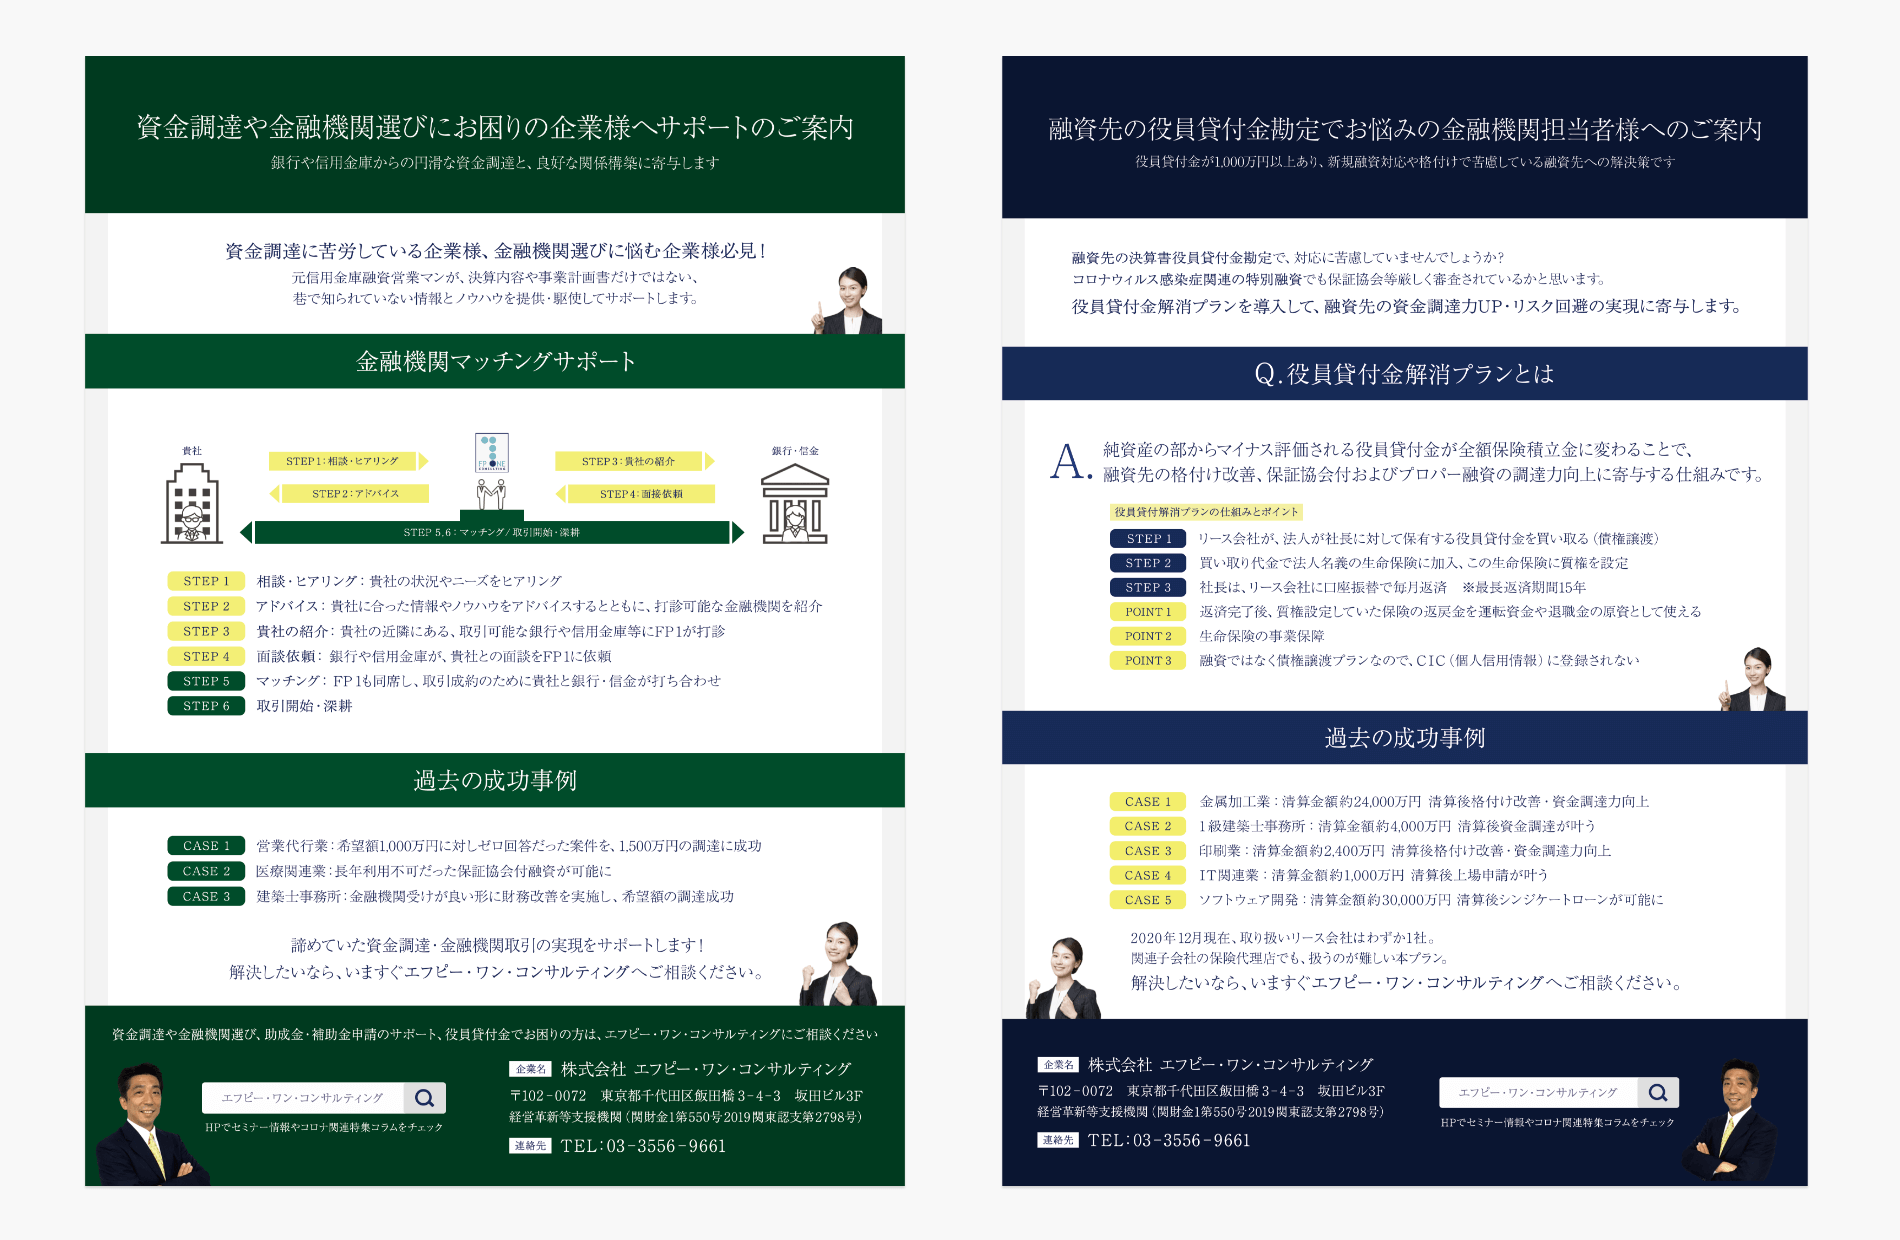 資金調達や金融機関選びにお困りの企業様へサポートのご案内
銀行や信用金庫からの円滑な資金調達と、良好な関係構築に寄与します
資金調達に苦労している企業様、金融機関選びに悩む企業様必見！
元信用金庫融資営業マンが、決算内容や事業計画書だけではない、
巷で知られていない情報とノウハウを提供・駆使してサポートします。
金融機関マッチングサポート
貴社
STEP1：相談・ヒアリング
STEP2：アドバイス
FP ONE
CONSULTING
STEP3：貴社の紹介
STEP4：面接依頼
銀行・信金
STEP 5,6：マッチング/取引開始・深耕
STEP 1 相談・ヒアリング：貴社の状況やニーズをヒアリング
STEP 2 アドバイス：貴社に合った情報やノウハウをアドバイスするとともに、打診可能な金融機関を紹介
STEP 3 貴社の紹介：貴社の近隣にある、取引可能な銀行や信用金庫等にFP1が打診
STEP 4 面談依頼：銀行や信用金庫が、貴社との面談をFP1に依頼
STEP 5 マッチング：FP1も同席し、取引成約のために貴社と銀行・信金が打ち合わせ
STEP 6 取引開始・深耕
過去の成功事例
CASE 1 営業代行業：希望額1,000万円に対しゼロ回答だった案件を、1,500万円の調達に成功
CASE 2 医療関連業：長年利用不可だった保証協会付融資が可能に
CASE 3 建築士事務所：金融機関受けが良い形に財務改善を実施し、希望額の調達成功
諦めていた資金調達・金融機関取引の実現をサポートします！
解決したいなら、いますぐエフピー・ワン・コンサルティングへご相談ください。
資金調達や金融機関選び、助成金・補助金申請のサポート、役員貸付金でお困りの方は、エフピー・ワン・コンサルティングにご相談ください
エフピー・ワン・コンサルティング
HPでセミナー情報やコロナ関連特集コラムをチェック
企業名 株式会社 エフピー・ワン・コンサルティング
〒102-0072 東京都千代田区飯田橋3-4-3 坂田ビル3F
経営革新等支援機関（関財金1第550号2019関東認支第2798号）
連絡先 TEL：03-3556-9661
融資先の役員貸付金勘定でお悩みの金融機関担当者様へのご案内
役員貸付金が1,000万円以上あり、新規融資対応や格付けで苦慮している融資先への解決策です
融資先の決算書役員貸付金勘定で、対応に苦慮していませんでしょうか？
コロナウィルス感染症関連の特別融資でも保証協会等厳しく審査されているかと思います。
役員貸付金解消プランを導入して、融資先の資金調達力UP・リスク回避の実現に寄与します。
Q.役員貸付金解消プランとは
A. 純資産の部からマイナス評価される役員貸付金が全額保険積立金に変わることで、
融資先の格付け改善、保証協会付およびプロパー融資の調達力向上に寄与する仕組みです。
役員貸付解消プランの仕組みとポイント
STEP 1 リース会社が、法人が社長に対して保有する役員貸付金を買い取る（債権譲渡）
STEP 2 買い取り代金で法人名義の生命保険に加入、この生命保険に質権を設定
STEP 3 社長は、リース会社に口座振替で毎月返済 ※最長返済期間15年
POINT 1 返済完了後、質権設定していた保険の返戻金を運転資金や退職金の原資として使える
POINT 2 生命保険の事業保障
POINT 3 融資ではなく債権譲渡プランなので、CIC（個人信用情報）に登録されない
過去の成功事例
CASE 1 金属加工業：清算金額約24,000万円 清算後格付け改善・資金調達力向上
CASE 2 1級建築士事務所：清算金額約4,000万円 清算後資金調達が叶う
CASE 3 印刷業：清算金額約2,400万円 清算後格付け改善・資金調達力向上
CASE 4 IT関連業：清算金額約1,000万円 清算後上場申請が叶う
CASE 5 ソフトウェア開発：清算金額約30,000万円 清算後シンジケートローンが可能に
2020年12月現在、取り扱いリース会社はわずか1社。
関連子会社の保険代理店でも、扱うのが難しい本プラン。
解決したいなら、いますぐエフピー・ワン・コンサルティングへご相談ください。
企業名 株式会社 エフピー・ワン・コンサルティング
〒102-0072 東京都千代田区飯田橋3-4-3 坂田ビル3F
経営革新等支援機関（関財金1第550号2019関東認支第2798号）
連絡先 TEL：03-3556-9661
エフピー・ワン・コンサルティング
HPでセミナー情報やコロナ関連特集コラムをチェック